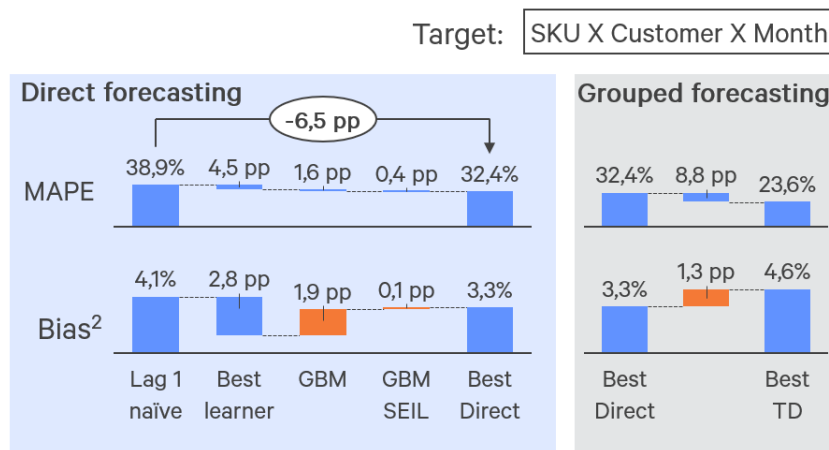 Target: SKU X Customer X Month
Direct forecasting
-6,5 pp
38,9% 4,5 pp 1,6 pp 0,4 pp 32,4%
MAPE
4,1% 2,8 pp 1,9 pp 0,1 pp 3,3%
Bias²
Lag 1 naïve
Best learner
GBM
GBM SEIL
Best Direct
Grouped forecasting
32,4% 8,8 pp 23,6%
3,3% 1,3 pp 4,6%
Best Direct
Best TD